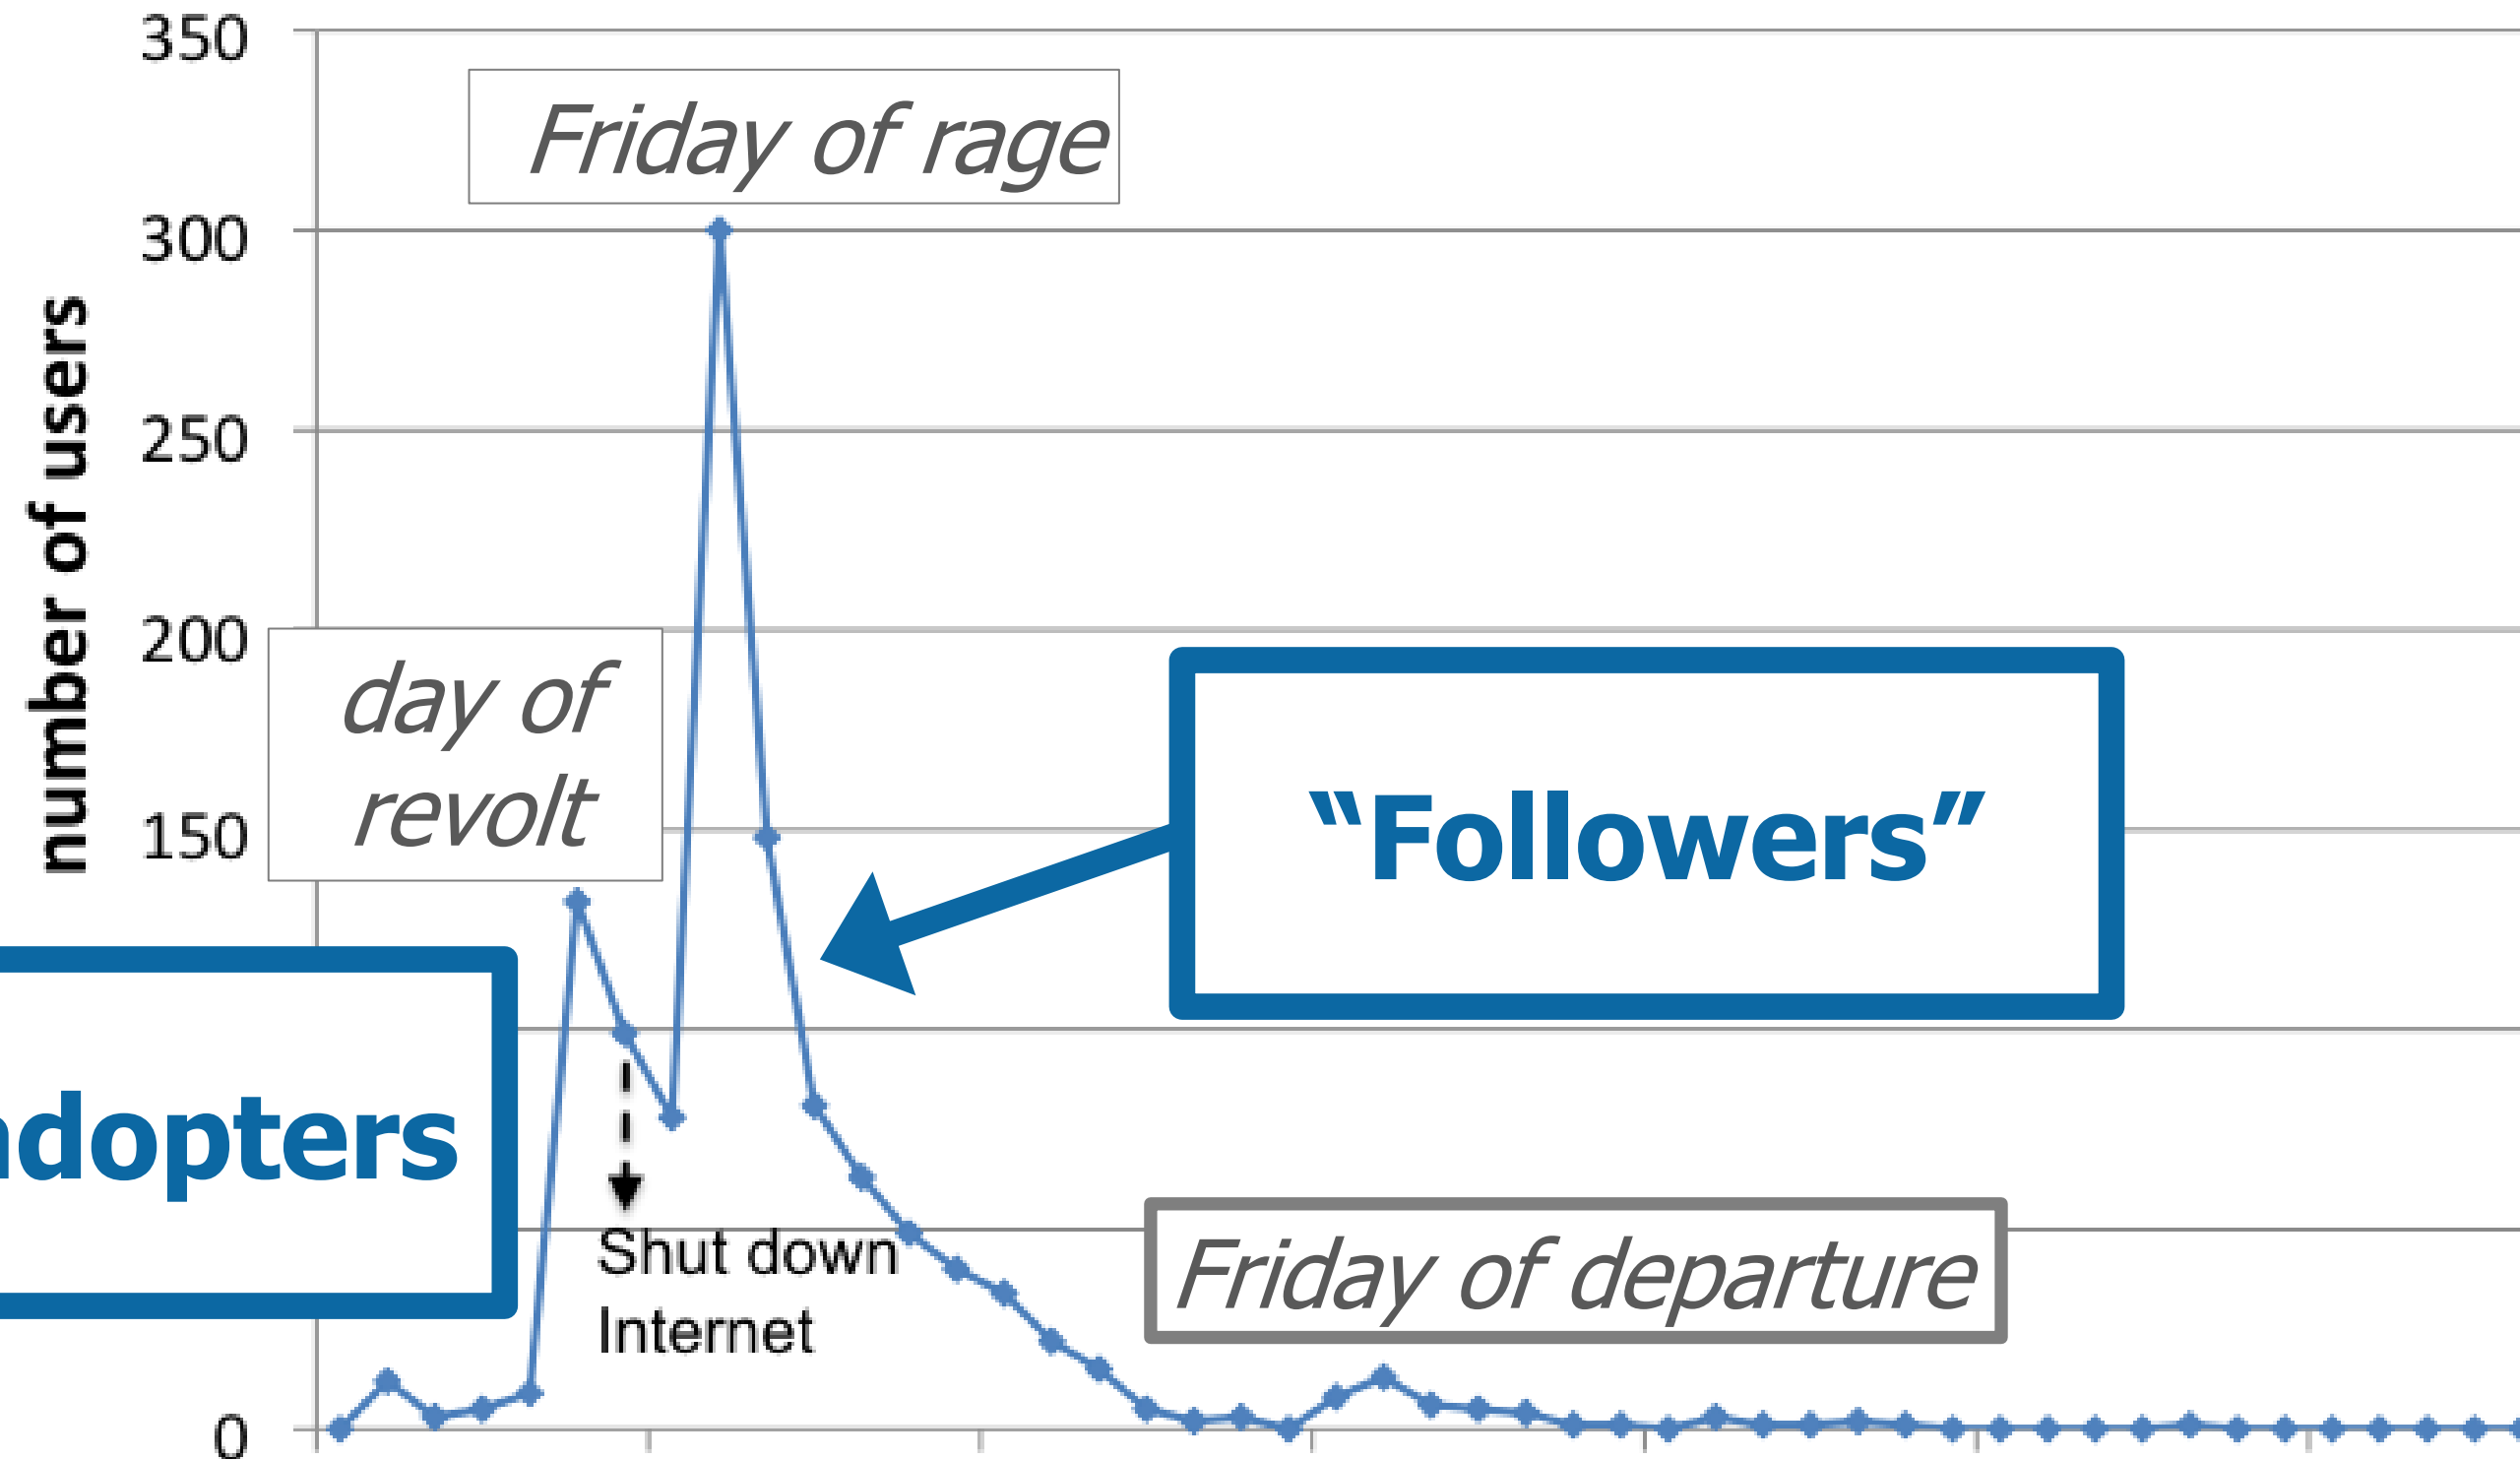 350
Friday of rage
300
250
number of users
200
day of
revolt
150
“Followers”
dopters
Shut down
Internet
Friday of departure
0